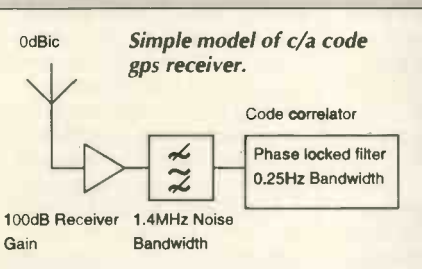 0dBic
Simple model of c/a code
gps receiver.
Code correlator
Phase locked filter
0.25Hz Bandwidth
100dB Receiver
Gain
1.4MHz Noise
Bandwidth